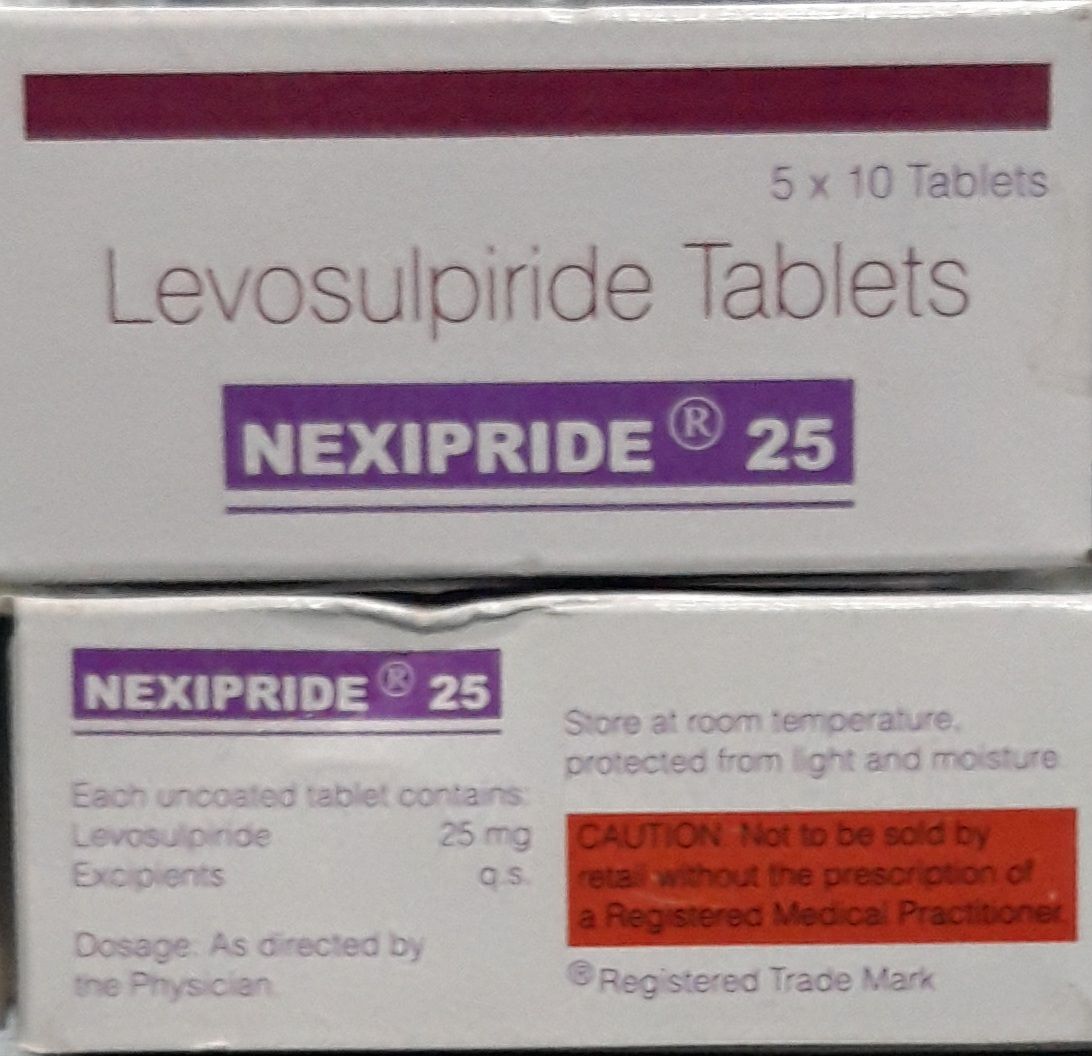 5 x 10 Tablets
Levosulpiride Tablets
NEXIPRIDE ® 25
NEXIPRIDE ® 25
Each uncoated tablet contains:
Levosulpiride 25 mg
Excipients q.s.
Dosage: As directed by
the Physician
Store at room temperature,
protected from light and moisture
CAUTION: Not to be sold by
retail without the prescription of
a Registered Medical Practitioner.
® Registered Trade Mark